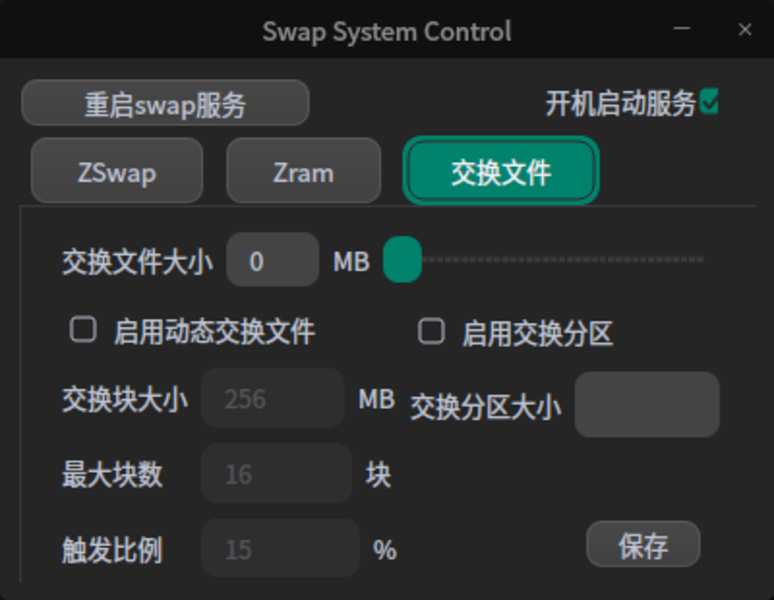 Swap System Control
重启swap服务 开机启动服务
ZSwap Zram 交换文件
交换文件大小 0 MB
启用动态交换文件 启用交换分区
交换块大小 256 MB 交换分区大小
最大块数 16 块
触发比例 15 % 保存